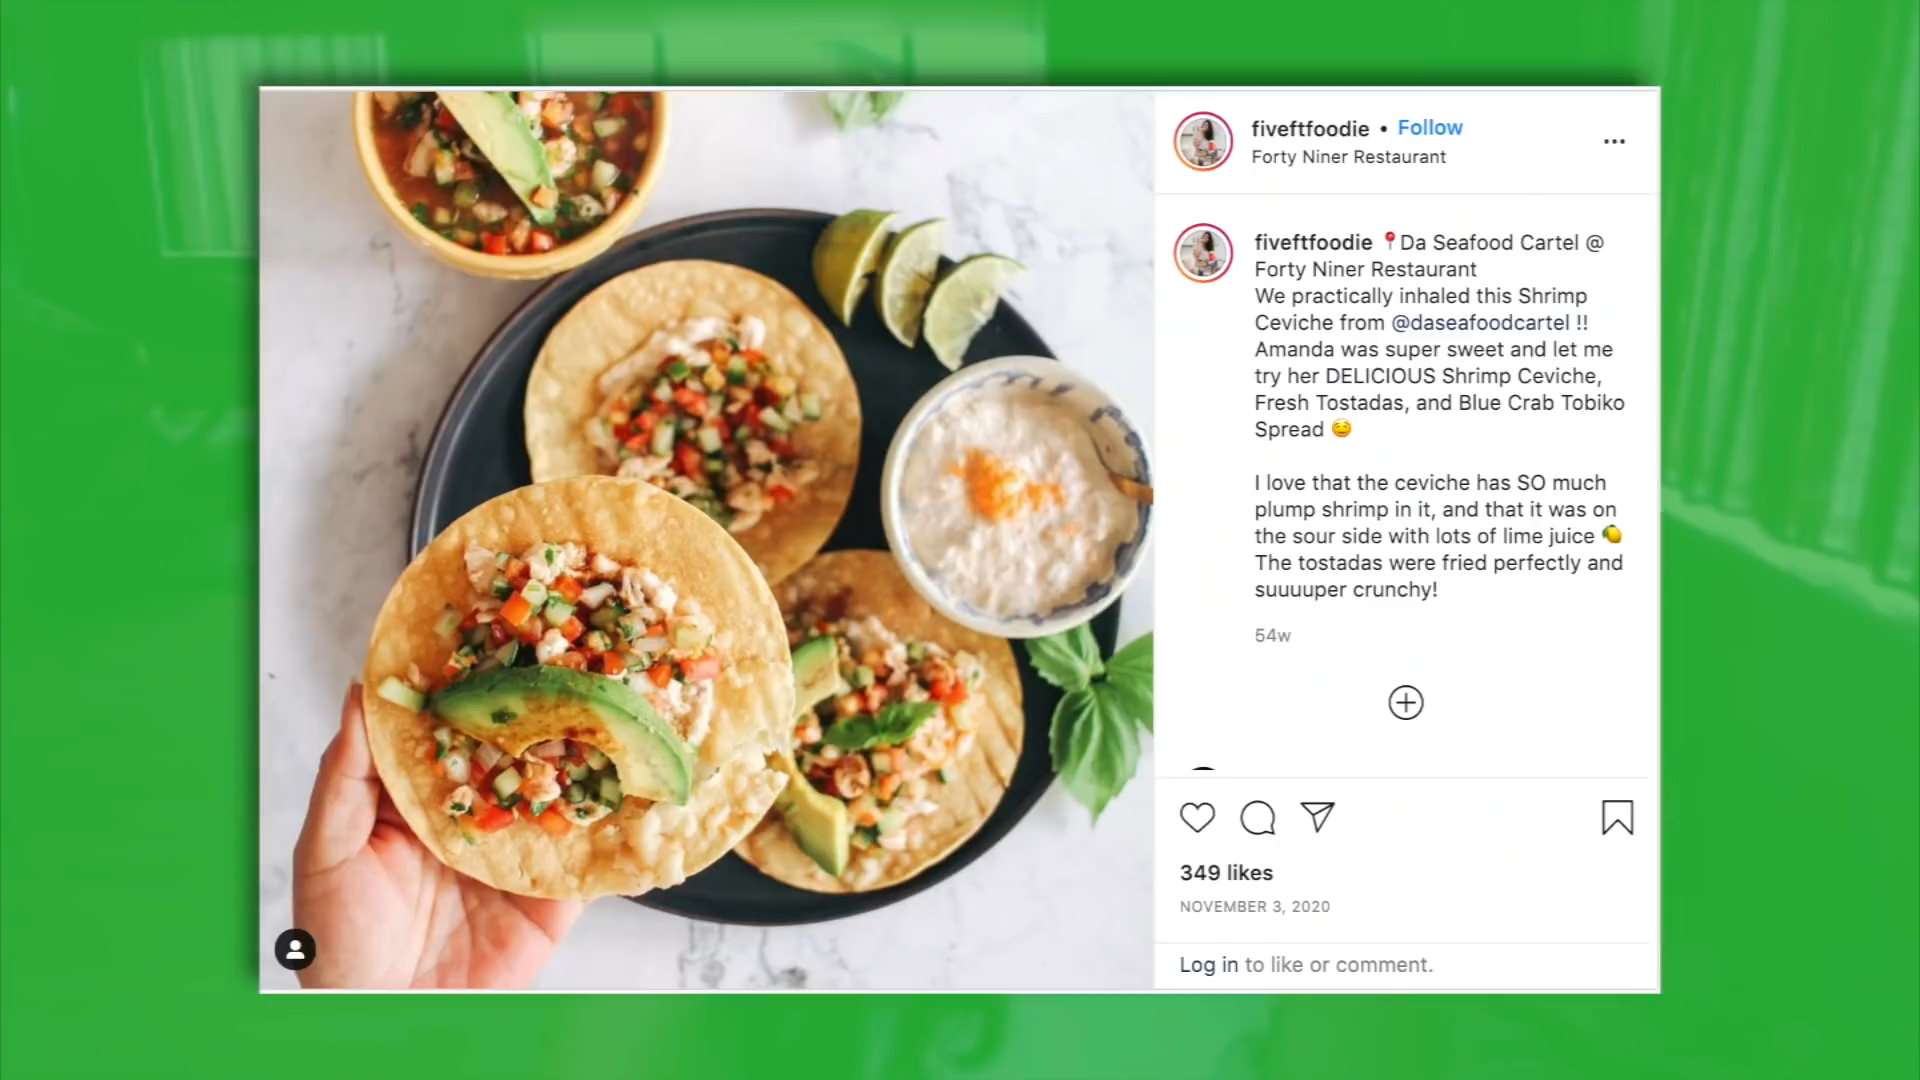 fiveftfoodie • Follow
Forty Niner Restaurant
fiveftfoodie 📍Da Seafood Cartel @
Forty Niner Restaurant
We practically inhaled this Shrimp
Ceviche from @daseafoodcartel !!
Amanda was super sweet and let me
try her DELICIOUS Shrimp Ceviche,
Fresh Tostadas, and Blue Crab Tobiko
Spread 🤤
I love that the ceviche has SO much
plump shrimp in it, and that it was on
the sour side with lots of lime juice 🍋
The tostadas were fried perfectly and
suuuuper crunchy!
54w
349 likes
NOVEMBER 3, 2020
Log in to like or comment.